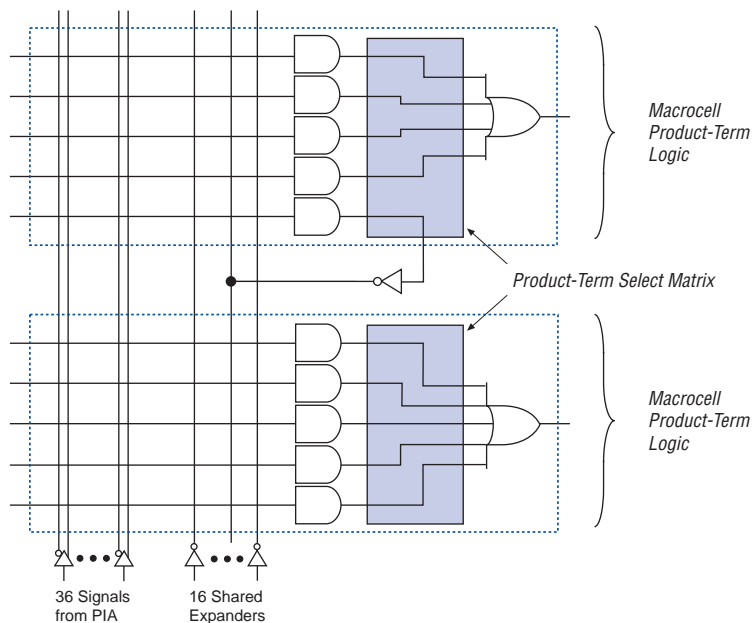 Macrocell
Product-Term
Logic
Product-Term Select Matrix
Macrocell
Product-Term
Logic
36 Signals
from PIA
16 Shared
Expanders